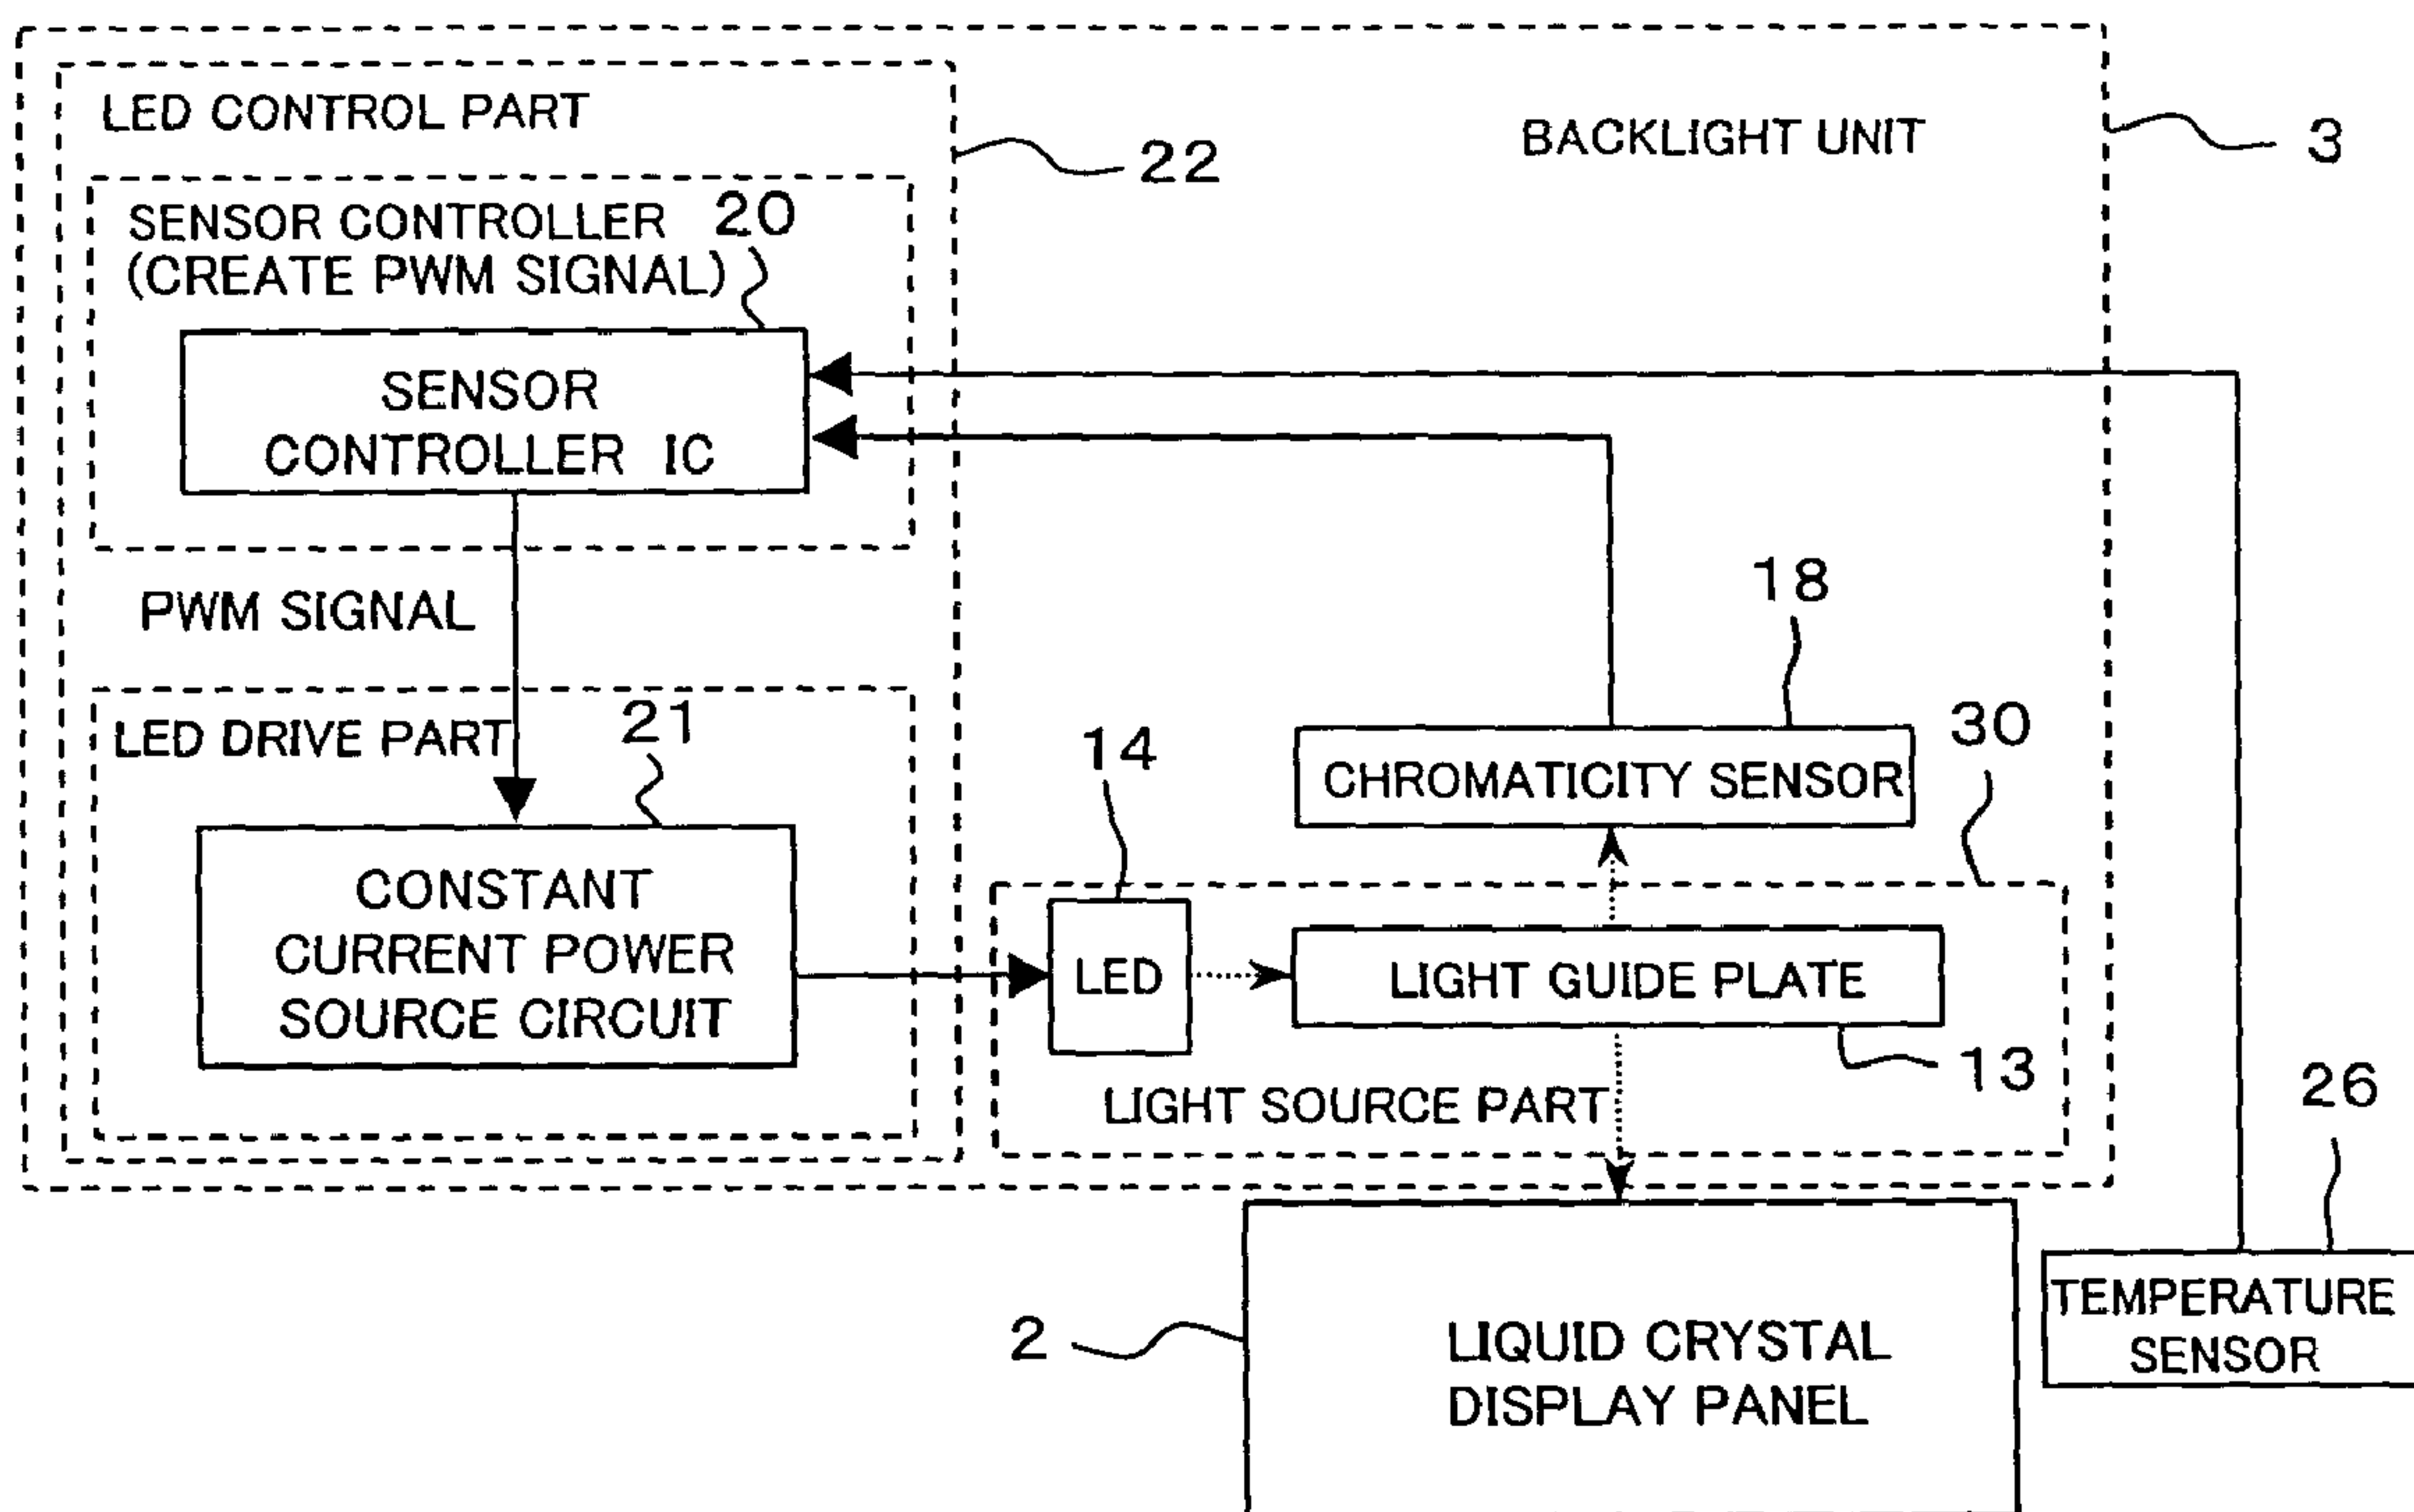 LED CONTROL PART
BACKLIGHT UNIT
3
22
SENSOR CONTROLLER
(CREATE PWM SIGNAL)
20
SENSOR
CONTROLLER IC
PWM SIGNAL
18
LED DRIVE PART
21
14
CHROMATICITY SENSOR
30
CONSTANT
CURRENT POWER
SOURCE CIRCUIT
LED
LIGHT GUIDE PLATE
13
LIGHT SOURCE PART
26
2
LIQUID CRYSTAL
DISPLAY PANEL
TEMPERATURE
SENSOR